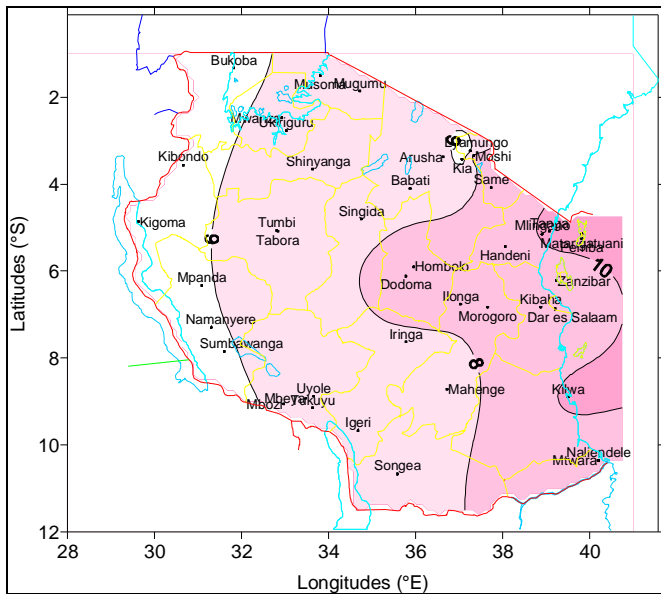 Latitudes (°S)
2
4
6
8
10
12
Bukoba
Musoma
Mugumu
Mwanza
Ukiriguru
Kibondo
Shinyanga
Arusha
6
Lyamungo
Moshi
Kia
Babati
Same
Kigoma
Singida
Tumbi
Tabora
6
Tanga
Mlingano
Matangatuani
Pemba
Handeni
10
Mpanda
Hombolo
Dodoma
Zanzibar
Ilonga
Kibaha
Namanyere
Morogoro
Dar es Salaam
Sumbawanga
Iringa
8
Uyole
Mahenge
Kilwa
Mbeya
Mbozi
Tukuyu
Igeri
Songea
Naliendele
Mtwara
28
30
32
34
36
38
40
Longitudes (°E)